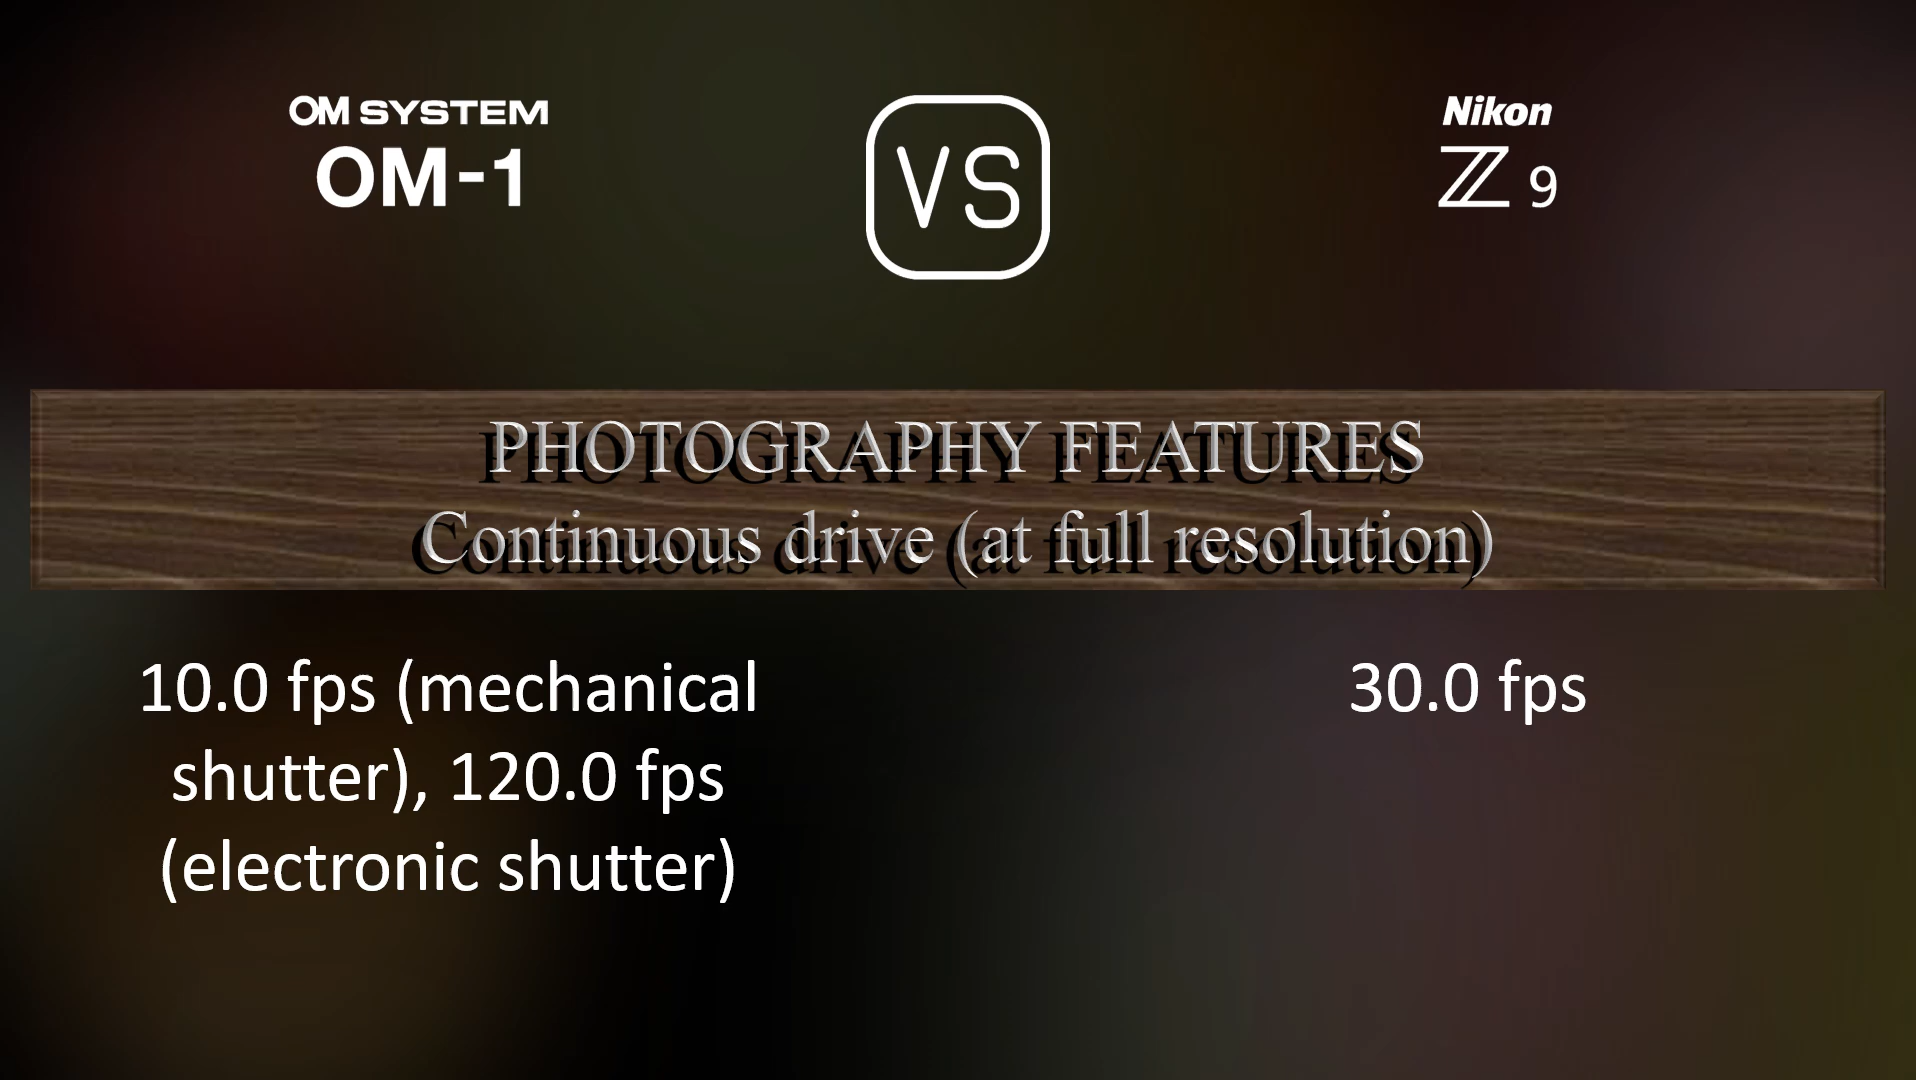 OM SYSTEM
OM-1
VS
Nikon
Z 9
PHOTOGRAPHY FEATURES
Continuous drive (at full resolution)
10.0 fps (mechanical
shutter), 120.0 fps
(electronic shutter)
30.0 fps